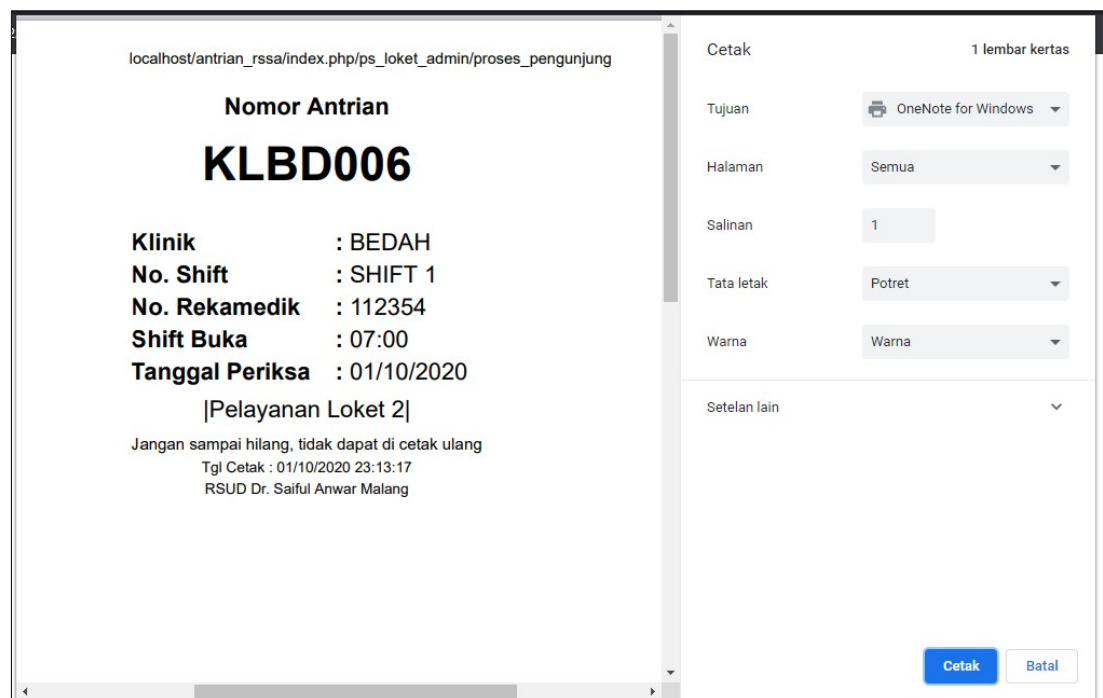 localhost/antrian_rssa/index.php/ps_loket_admin/proses_pengunjung
Nomor Antrian
KLBD006
Klinik : BEDAH
No. Shift : SHIFT 1
No. Rekamedik : 112354
Shift Buka : 07:00
Tanggal Periksa : 01/10/2020
|Pelayanan Loket 2|
Jangan sampai hilang, tidak dapat di cetak ulang
Tgl Cetak : 01/10/2020 23:13:17
RSUD Dr. Saiful Anwar Malang
Cetak 1 lembar kertas
Tujuan OneNote for Windows
Halaman Semua
Salinan 1
Tata letak Potret
Warna Warna
Setelan lain
Cetak Batal